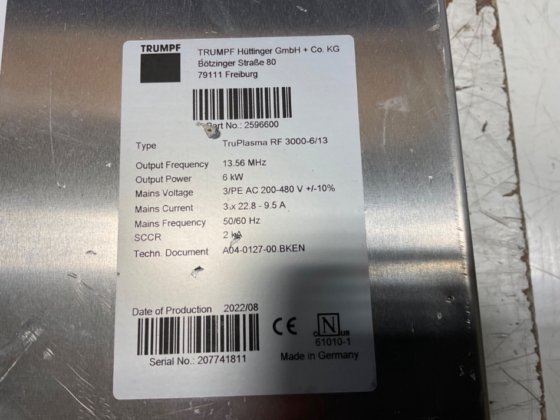 TRUMPF
TRUMPF Hüttinger GmbH + Co. KG
Bötzinger Straße 80
79111 Freiburg
Part No.: 2596600
Type TruPlasma RF 3000-6/13
Output Frequency 13.56 MHz
Output Power 6 kW
Mains Voltage 3/PE AC 200-480 V +/-10%
Mains Current 3 x 22.8 - 9.5 A
Mains Frequency 50/60 Hz
SCCR 2 kA
Techn. Document A04-0127-00.BKEN
Date of Production 2022/08
Serial No.: 207741811
CE
c N us
61010-1
Made in Germany